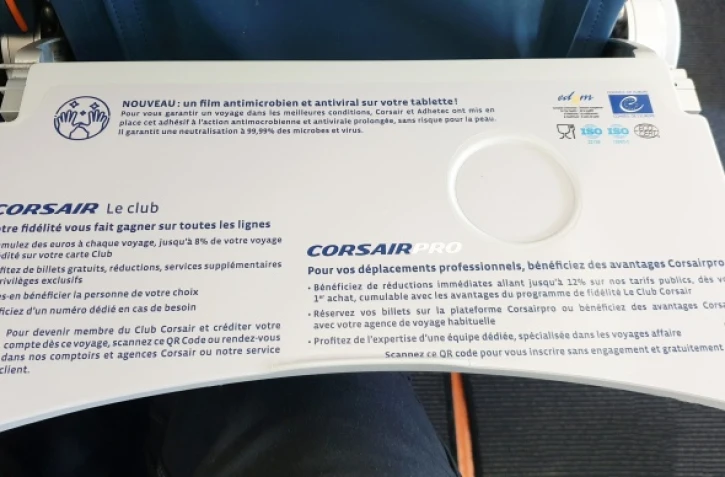 NOUVEAU : un film antimicrobien et antiviral sur votre tablette !
Pour vous garantir un voyage dans les meilleures conditions, Corsair et Adhetec ont mis en
place cet adhésif à l'action antimocrobienne et antivirale prolongée, sans risque pour la peau.
Il garantit une neutralisation à 99,99% des microbes et virus.
edqm
ISO ISO
CORSAIR Le club
tre fidélité vous fait gagner sur toutes les lignes
mulez des euros à chaque voyage, jusqu'à 8% de votre voyage
édité sur votre carte Club
fitez de billets gratuits, réductions, services supplémentaires
rivilèges exclusifs
es-en bénéficier la personne de votre choix
ficiez d'un numéro dédié en cas de besoin
Pour devenir membre du Club Corsair et créditer votre
compte dès ce voyage, scannez ce QR Code ou rendez-vous
dans nos comptoirs et agences Corsair ou notre service
client.
CORSAIRPRO
Pour vos déplacements professionnels, bénéficiez des avantages Corsairpro
• Bénéficiez de réductions immédiates allant jusqu'à 12% sur nos tarifs publics, dès vo
1er achat, cumulable avec les avantages du programme de fidélité Le Club Corsair
• Réservez vos billets sur la plateforme Corsairpro ou bénéficiez des avantages Corsa
avec votre agence de voyage habituelle
• Profitez de l'expertise d'une équipe dédiée, spécialisée dans les voyages affaire
Scannez ce QR code pour vous inscrire sans engagement et gratuitement